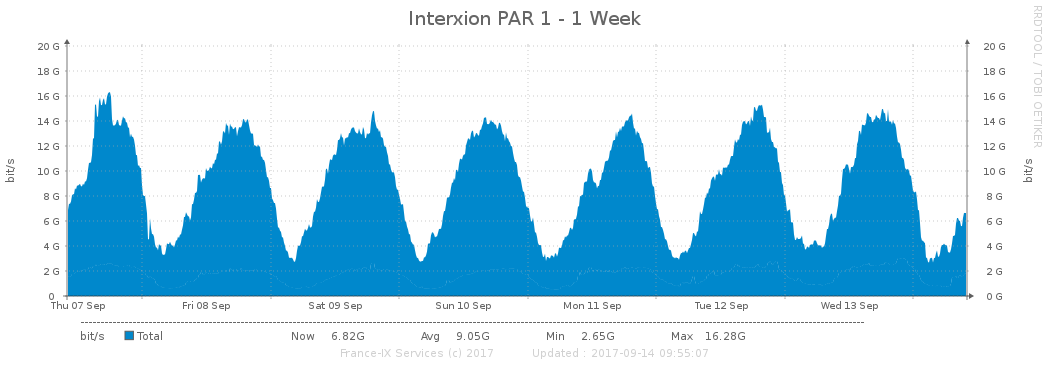 Interxion PAR 1 - 1 Week
RRDTOOL / TOBI OETIKER
bit/s
20 G
18 G
16 G
14 G
12 G
10 G
8 G
6 G
4 G
2 G
0
20 G
18 G
16 G
14 G
12 G
10 G
8 G
6 G
4 G
2 G
0 G
bit/s
Thu 07 Sep Fri 08 Sep Sat 09 Sep Sun 10 Sep Mon 11 Sep Tue 12 Sep Wed 13 Sep
bit/s Total Now 6.82G Avg 9.05G Min 2.65G Max 16.28G
France-IX Services (c) 2017 Updated : 2017-09-14 09:55:07